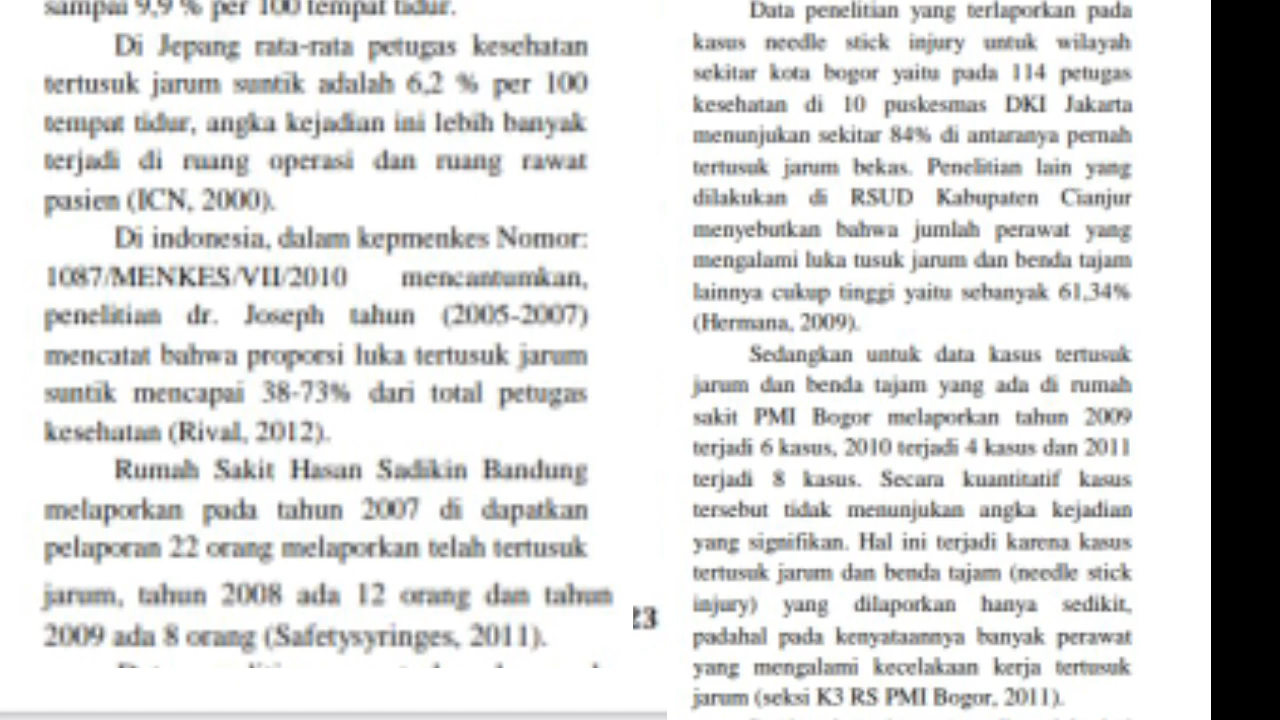 sampai 9,9 % per 100 tempat tidur.
Di Jepang rata-rata petugas kesehatan
tertusuk jarum suntik adalah 6,2 % per 100
tempat tidur, angka kejadian ini lebih banyak
terjadi di ruang operasi dan ruang rawat
pasien (ICN, 2000).
Di indonesia, dalam kepmenkes Nomor:
1087/MENKES/VII/2010 mencantumkan,
penelitian dr. Joseph tahun (2005-2007)
mencatat bahwa proporsi luka tertusuk jarum
suntik mencapai 38-73% dari total petugas
kesehatan (Rival, 2012).
Rumah Sakit Hasan Sadikin Bandung
melaporkan pada tahun 2007 di dapatkan
pelaporan 22 orang melaporkan telah tertusuk
jarum, tahun 2008 ada 12 orang dan tahun
2009 ada 8 orang (Safetysyringes, 2011).
23
Data penelitian yang terlaporkan pada
kasus needle stick injury untuk wilayah
sekitar kota bogor yaitu pada 114 petugas
kesehatan di 10 puskesmas DKI Jakarta
menunjukan sekitar 84% di antaranya pernah
tertusuk jarum bekas. Penelitian lain yang
dilakukan di RSUD Kabupaten Cianjur
menyebutkan bahwa jumlah perawat yang
mengalami luka tusuk jarum dan benda tajam
lainnya cukup tinggi yaitu sebanyak 61,34%
(Hermana, 2009).
Sedangkan untuk data kasus tertusuk
jarum dan benda tajam yang ada di rumah
sakit PMI Bogor melaporkan tahun 2009
terjadi 6 kasus, 2010 terjadi 4 kasus dan 2011
terjadi 8 kasus. Secara kuantitatif kasus
tersebut tidak menunjukan angka kejadian
yang signifikan. Hal ini terjadi karena kasus
tertusuk jarum dan benda tajam (needle stick
injury) yang dilaporkan hanya sedikit,
padahal pada kenyataannya banyak perawat
yang mengalami kecelakaan kerja tertusuk
jarum (seksi K3 RS PMI Bogor, 2011).